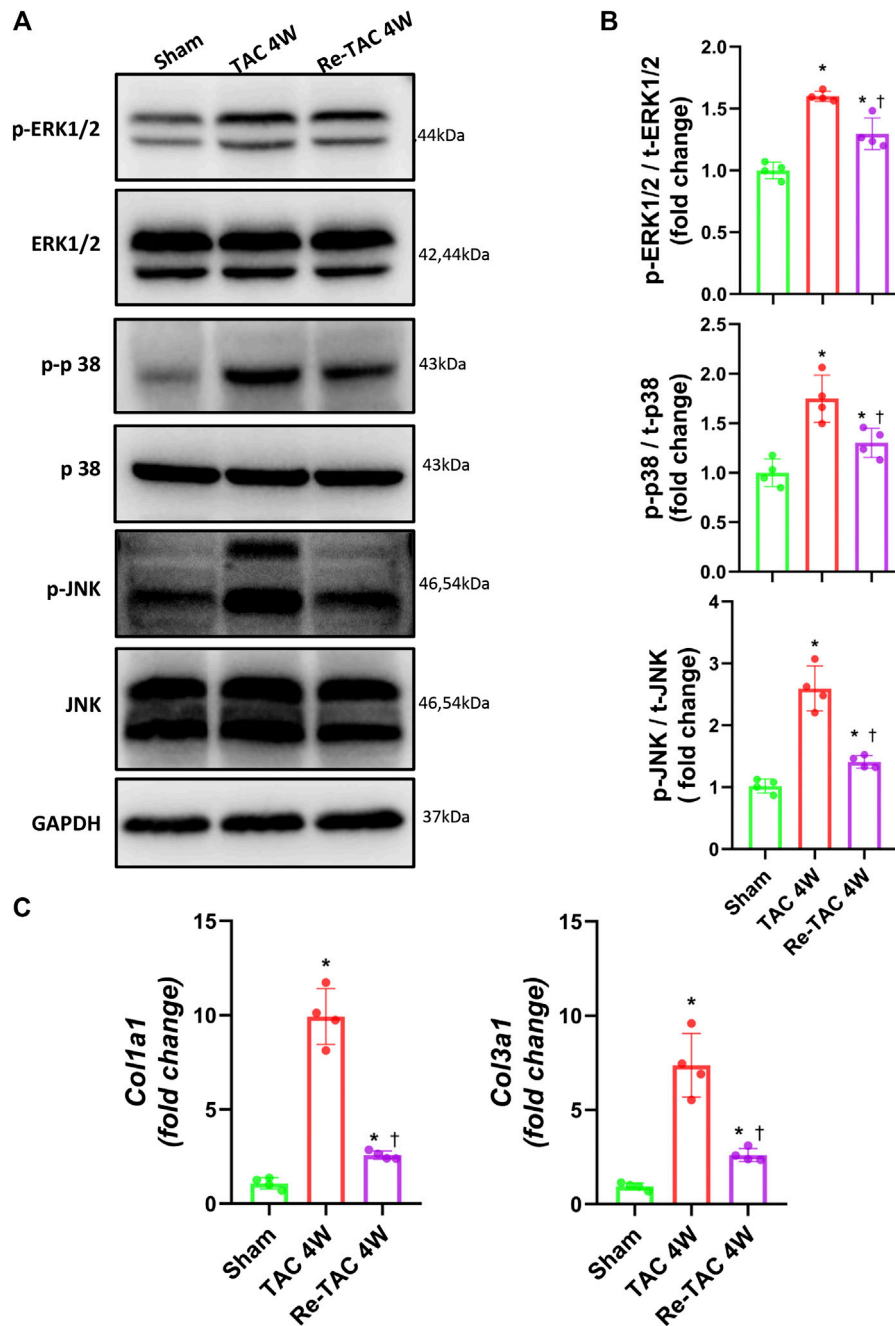 A
Sham
TAC 4W
Re-TAC 4W
p-ERK1/2
,44kDa
ERK1/2
42,44kDa
p-p 38
43kDa
p 38
43kDa
p-JNK
46,54kDa
JNK
46,54kDa
GAPDH
37kDa
B
p-ERK1/2 / t-ERK1/2
(fold change)
2.0
1.5
1.0
0.5
0.0
*
* †
p-p38 / t-p38
(fold change)
2.5
2.0
1.5
1.0
0.5
0.0
*
* †
p-JNK / t-JNK
( fold change)
4
3
2
1
0
*
* †
Sham
TAC 4W
Re-TAC 4W
C
Col1a1
(fold change)
15
10
5
0
*
* †
Sham
TAC 4W
Re-TAC 4W
Col3a1
(fold change)
15
10
5
0
*
* †
Sham
TAC 4W
Re-TAC 4W